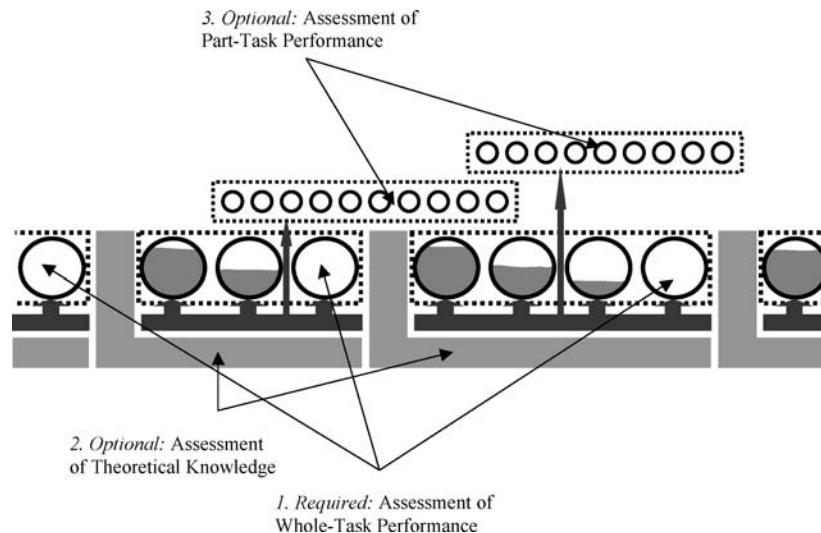 3. Optional: Assessment of
Part-Task Performance
2. Optional: Assessment
of Theoretical Knowledge
1. Required: Assessment of
Whole-Task Performance